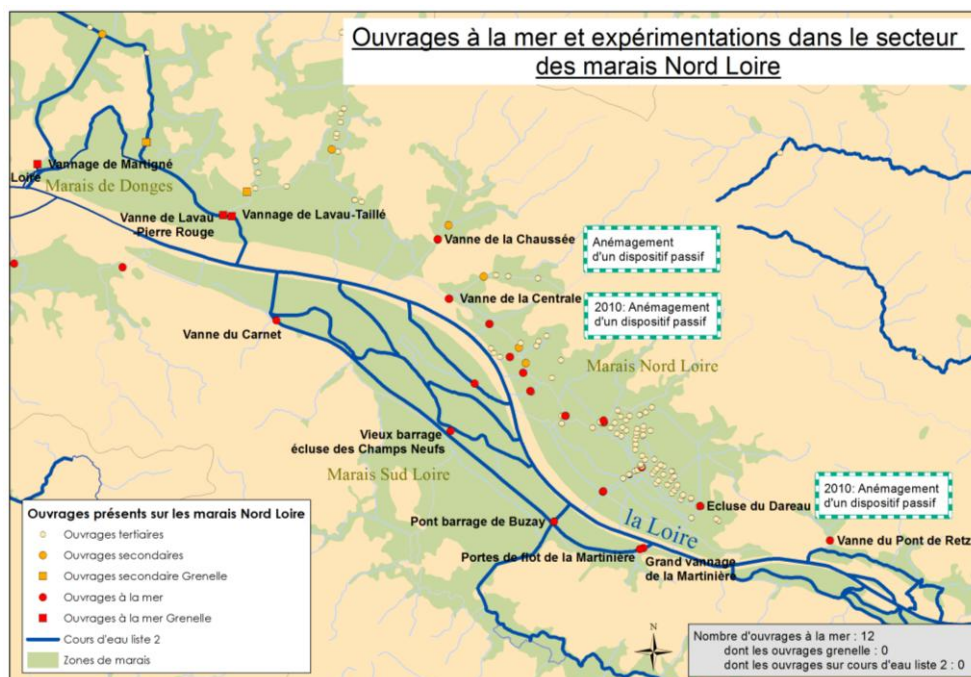 Ouvrages à la mer et expérimentations dans le secteur
des marais Nord Loire
Vannage de Martigné
Loire
Marais de Donges
Vanne de Lavau
-Pierre Rouge
Vannage de Lavau-Taillé
Vanne de la Chaussée
Anémagement
d'un dispositif passif
Vanne de la Centrale
2010: Anémagement
d'un dispositif passif
Vanne du Carnet
Marais Nord Loire
Vieux barrage
écluse des Champs Neufs
Marais Sud Loire
2010: Anémagement
d'un dispositif passif
Ecluse du Dareau
la Loire
Pont barrage de Buzay
Vanne du Pont de Retz
Portes de flot de la Martinière
Grand vannage
de la Martinière
Ouvrages présents sur les marais Nord Loire
Ouvrages tertiaires
Ouvrages secondaires
Ouvrages secondaire Grenelle
Ouvrages à la mer
Ouvrages à la mer Grenelle
Cours d'eau liste 2
Zones de marais
N
Nombre d'ouvrages à la mer : 12
dont les ouvrages grenelle : 0
dont les ouvrages sur cours d'eau liste 2 : 0